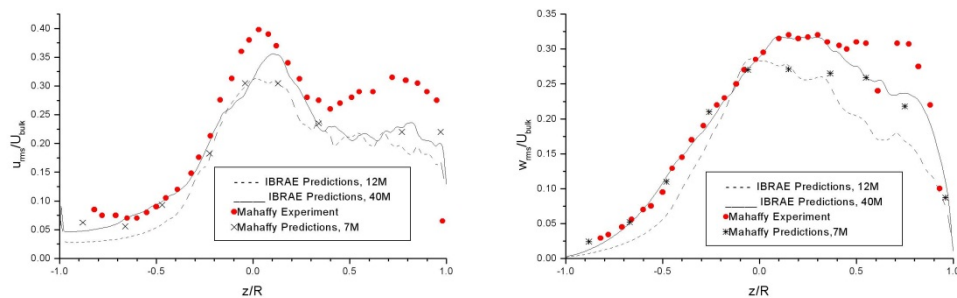 0.40
0.35
0.30
0.25
0.20
0.15
0.10
0.05
0.00
u_rms/U_bulk
-1.0 -0.5 0.0 0.5 1.0
z/R
IBRAE Predictions, 12M
IBRAE Predictions, 40M
Mahaffy Experiment
Mahaffy Predictions, 7M
0.35
0.30
0.25
0.20
0.15
0.10
0.05
0.00
w_rms/U_bulk
-1.0 -0.5 0.0 0.5 1.0
z/R
IBRAE Predictions, 12M
IBRAE Predictions, 40M
Mahaffy Experiment
Mahaffy Predictions,7M